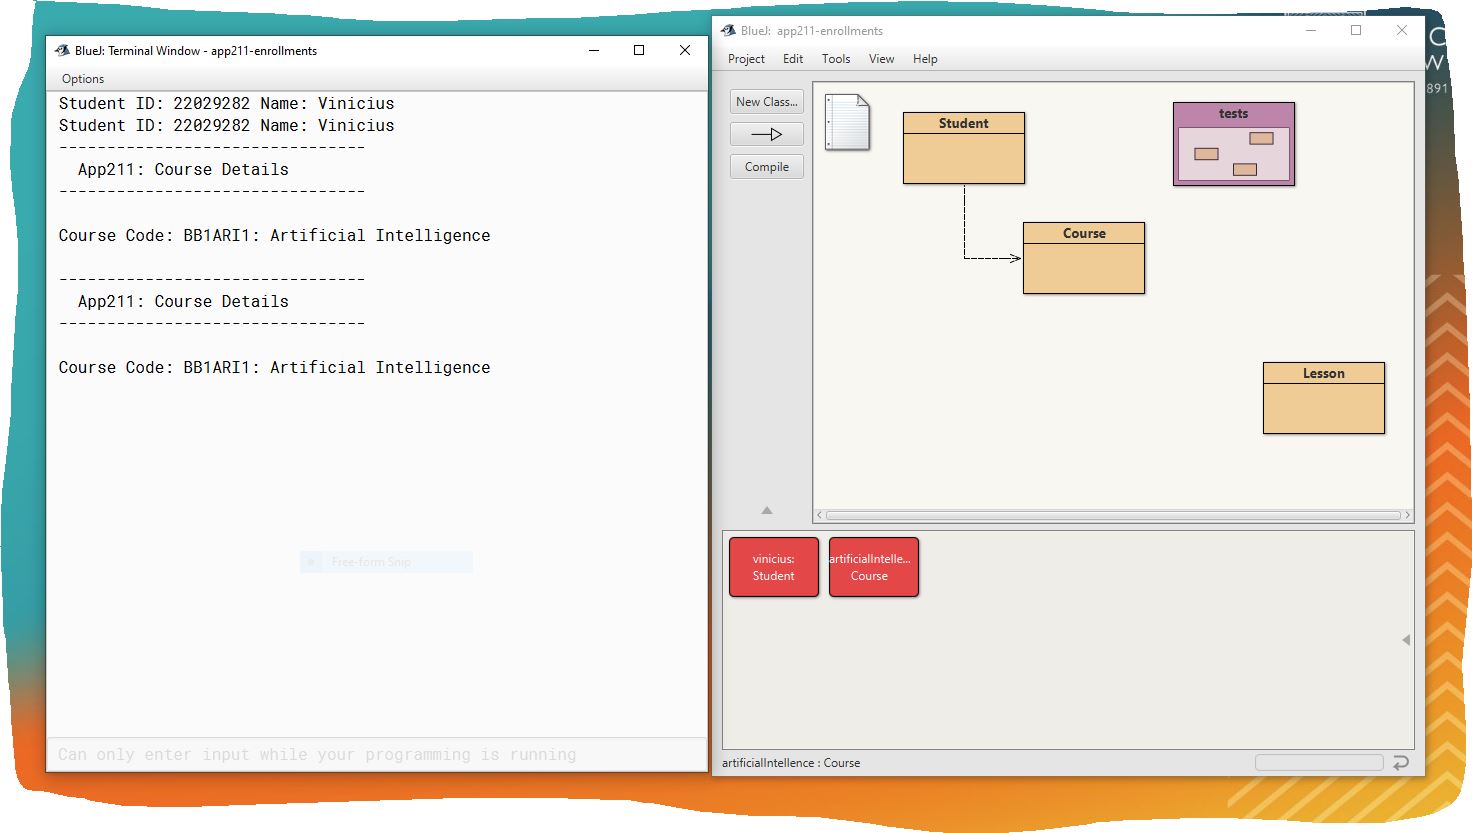 BlueJ: Terminal Window - app211-enrollments
Options
Student ID: 22029282 Name: Vinicius
Student ID: 22029282 Name: Vinicius
--------------------------------
App211: Course Details
--------------------------------
Course Code: BB1ARI1: Artificial Intelligence
--------------------------------
App211: Course Details
--------------------------------
Course Code: BB1ARI1: Artificial Intelligence
Free-form Snip
Can only enter input while your programming is running
BlueJ: app211-enrollments
Project Edit Tools View Help
New Class...
Compile
Student
tests
Course
Lesson
vinicius:
Student
artificialIntelle...
Course
artificialIntellence : Course
C
W
891